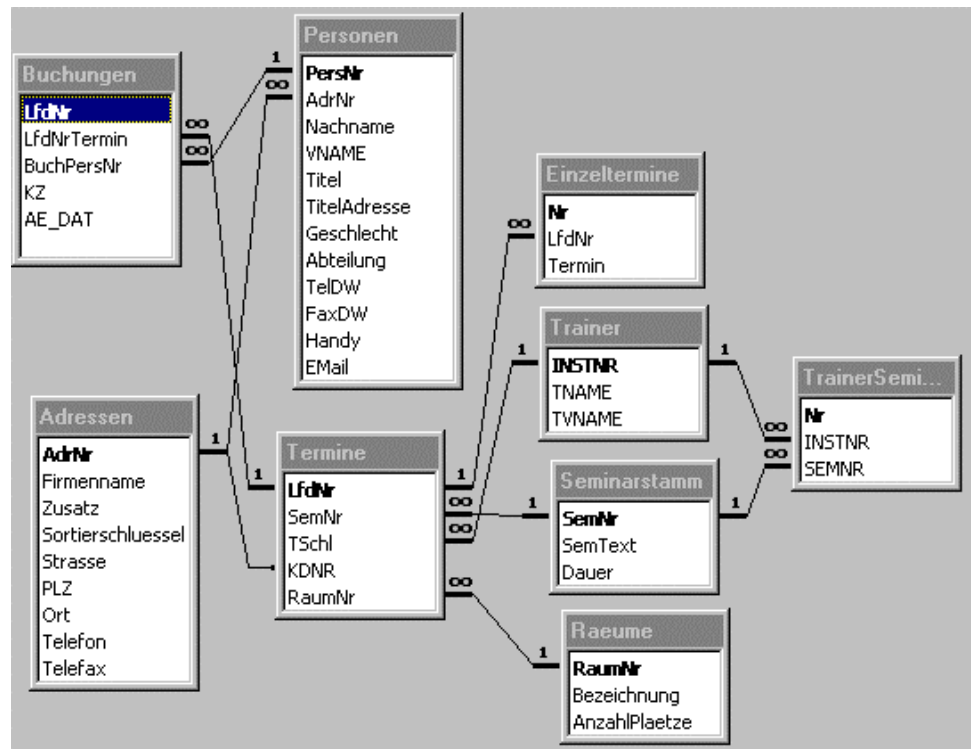 Buchungen
LfdNr
LfdNrTermin
BuchPersNr
KZ
AE_DAT
∞
∞
Personen
PersNr
AdrNr
Nachname
VNAME
Titel
TitelAdresse
Geschlecht
Abteilung
TelDW
FaxDW
Handy
EMail
1
∞
Einzeltermine
Nr
LfdNr
Termin
∞
Trainer
INSTNR
TNAME
TVNAME
1
1
TrainerSemi...
Nr
INSTNR
SEMNR
∞
∞
Adressen
AdrNr
Firmenname
Zusatz
Sortierschluessel
Strasse
PLZ
Ort
Telefon
Telefax
1
Termine
LfdNr
SemNr
TSchl
KDNR
RaumNr
1
1
∞
∞
∞
Seminarstamm
SemNr
SemText
Dauer
1
1
Raeume
RaumNr
Bezeichnung
AnzahlPlaetze
1